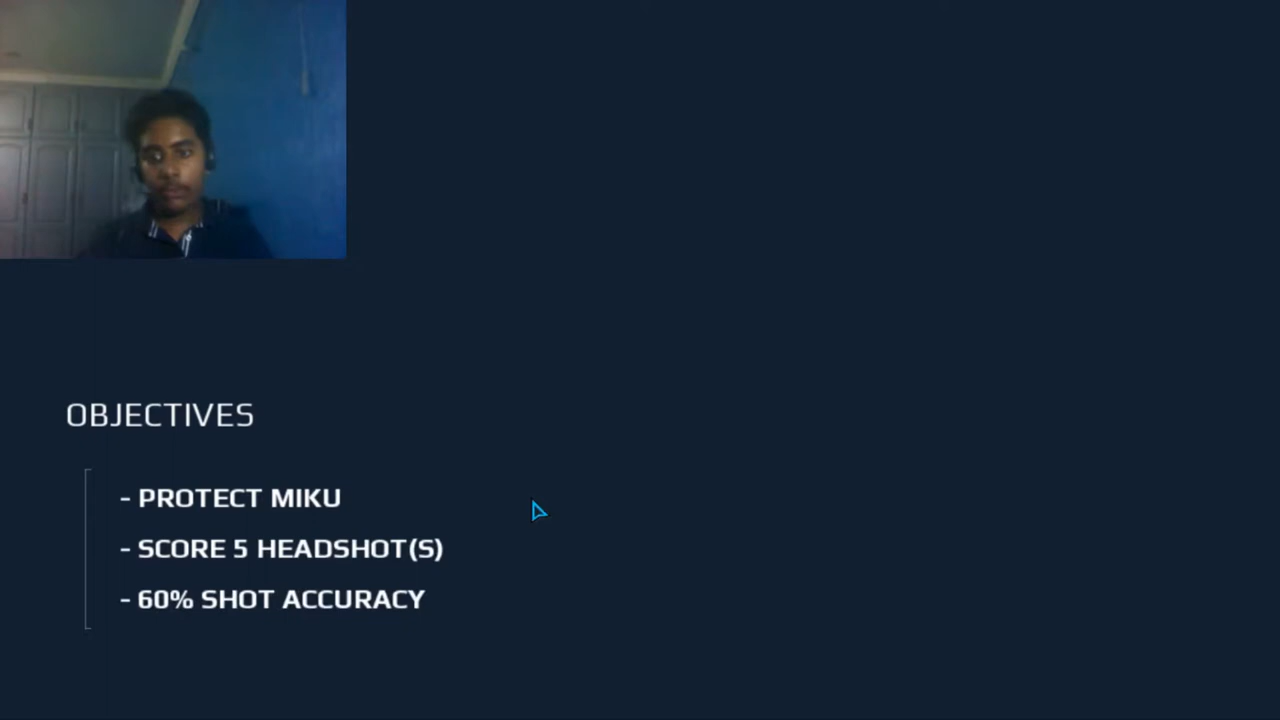 OBJECTIVES
- PROTECT MIKU
- SCORE 5 HEADSHOT(S)
- 60% SHOT ACCURACY